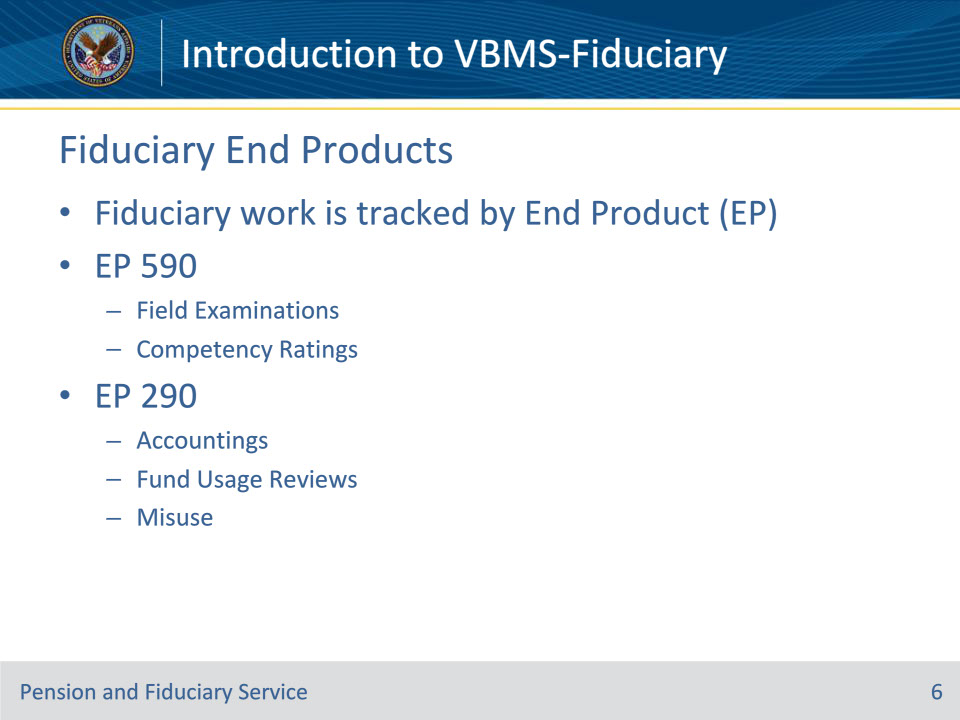 Introduction to VBMS-Fiduciary
Fiduciary End Products
• Fiduciary work is tracked by End Product (EP)
• EP 590
– Field Examinations
– Competency Ratings
• EP 290
– Accountings
– Fund Usage Reviews
– Misuse
Pension and Fiduciary Service 6